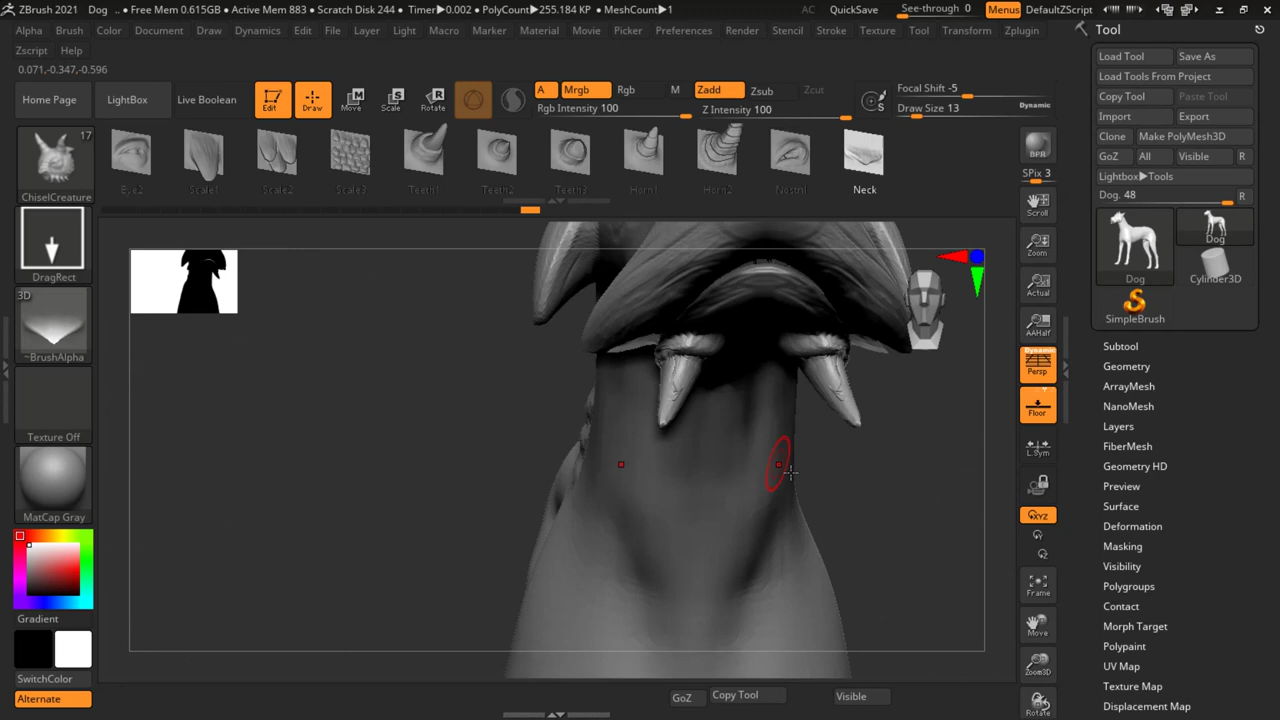 ZBrush 2021 Dog .. • Free Mem 0.615GB • Active Mem 883 • Scratch Disk 244 • Timer▶0.002 • PolyCount▶255.184 KP • MeshCount▶1 AC QuickSave See-through 0 Menus DefaultZScript
Alpha Brush Color Document Draw Dynamics Edit File Layer Light Macro Marker Material Movie Picker Preferences Render Stencil Stroke Texture Tool Transform Zplugin
Zscript Help
0.071,-0.347,-0.596
Home Page LightBox Live Boolean
Edit Draw Move Scale Rotate
A Mrgb Rgb M Zadd Zsub Zcut
Rgb Intensity 100 Z Intensity 100
S
Focal Shift -5
Draw Size 13 Dynamic
17
ChiselCreature
Eye2 Scale1 Scale2 Scale3 Teeth1 Teeth2 Teeth3 Horn1 Horn2 Nostril Neck
DragRect
3D
~BrushAlpha
Texture Off
MatCap Gray
Gradient
SwitchColor
Alternate
BPR
SPix 3
Scroll
Zoom
Actual
AAHalf
Dynamic
Persp
Floor
L.Sym
XYZ
Y
Z
Frame
Move
Zoom3D
Rotate
GoZ Copy Tool Visible
Tool
Load Tool Save As
Load Tools From Project
Copy Tool Paste Tool
Import Export
Clone Make PolyMesh3D
GoZ All Visible R
Lightbox▶Tools
Dog. 48 R
Dog
Dog Cylinder3D
SimpleBrush
Subtool
Geometry
ArrayMesh
NanoMesh
Layers
FiberMesh
Geometry HD
Preview
Surface
Deformation
Masking
Visibility
Polygroups
Contact
Morph Target
Polypaint
UV Map
Texture Map
Displacement Map